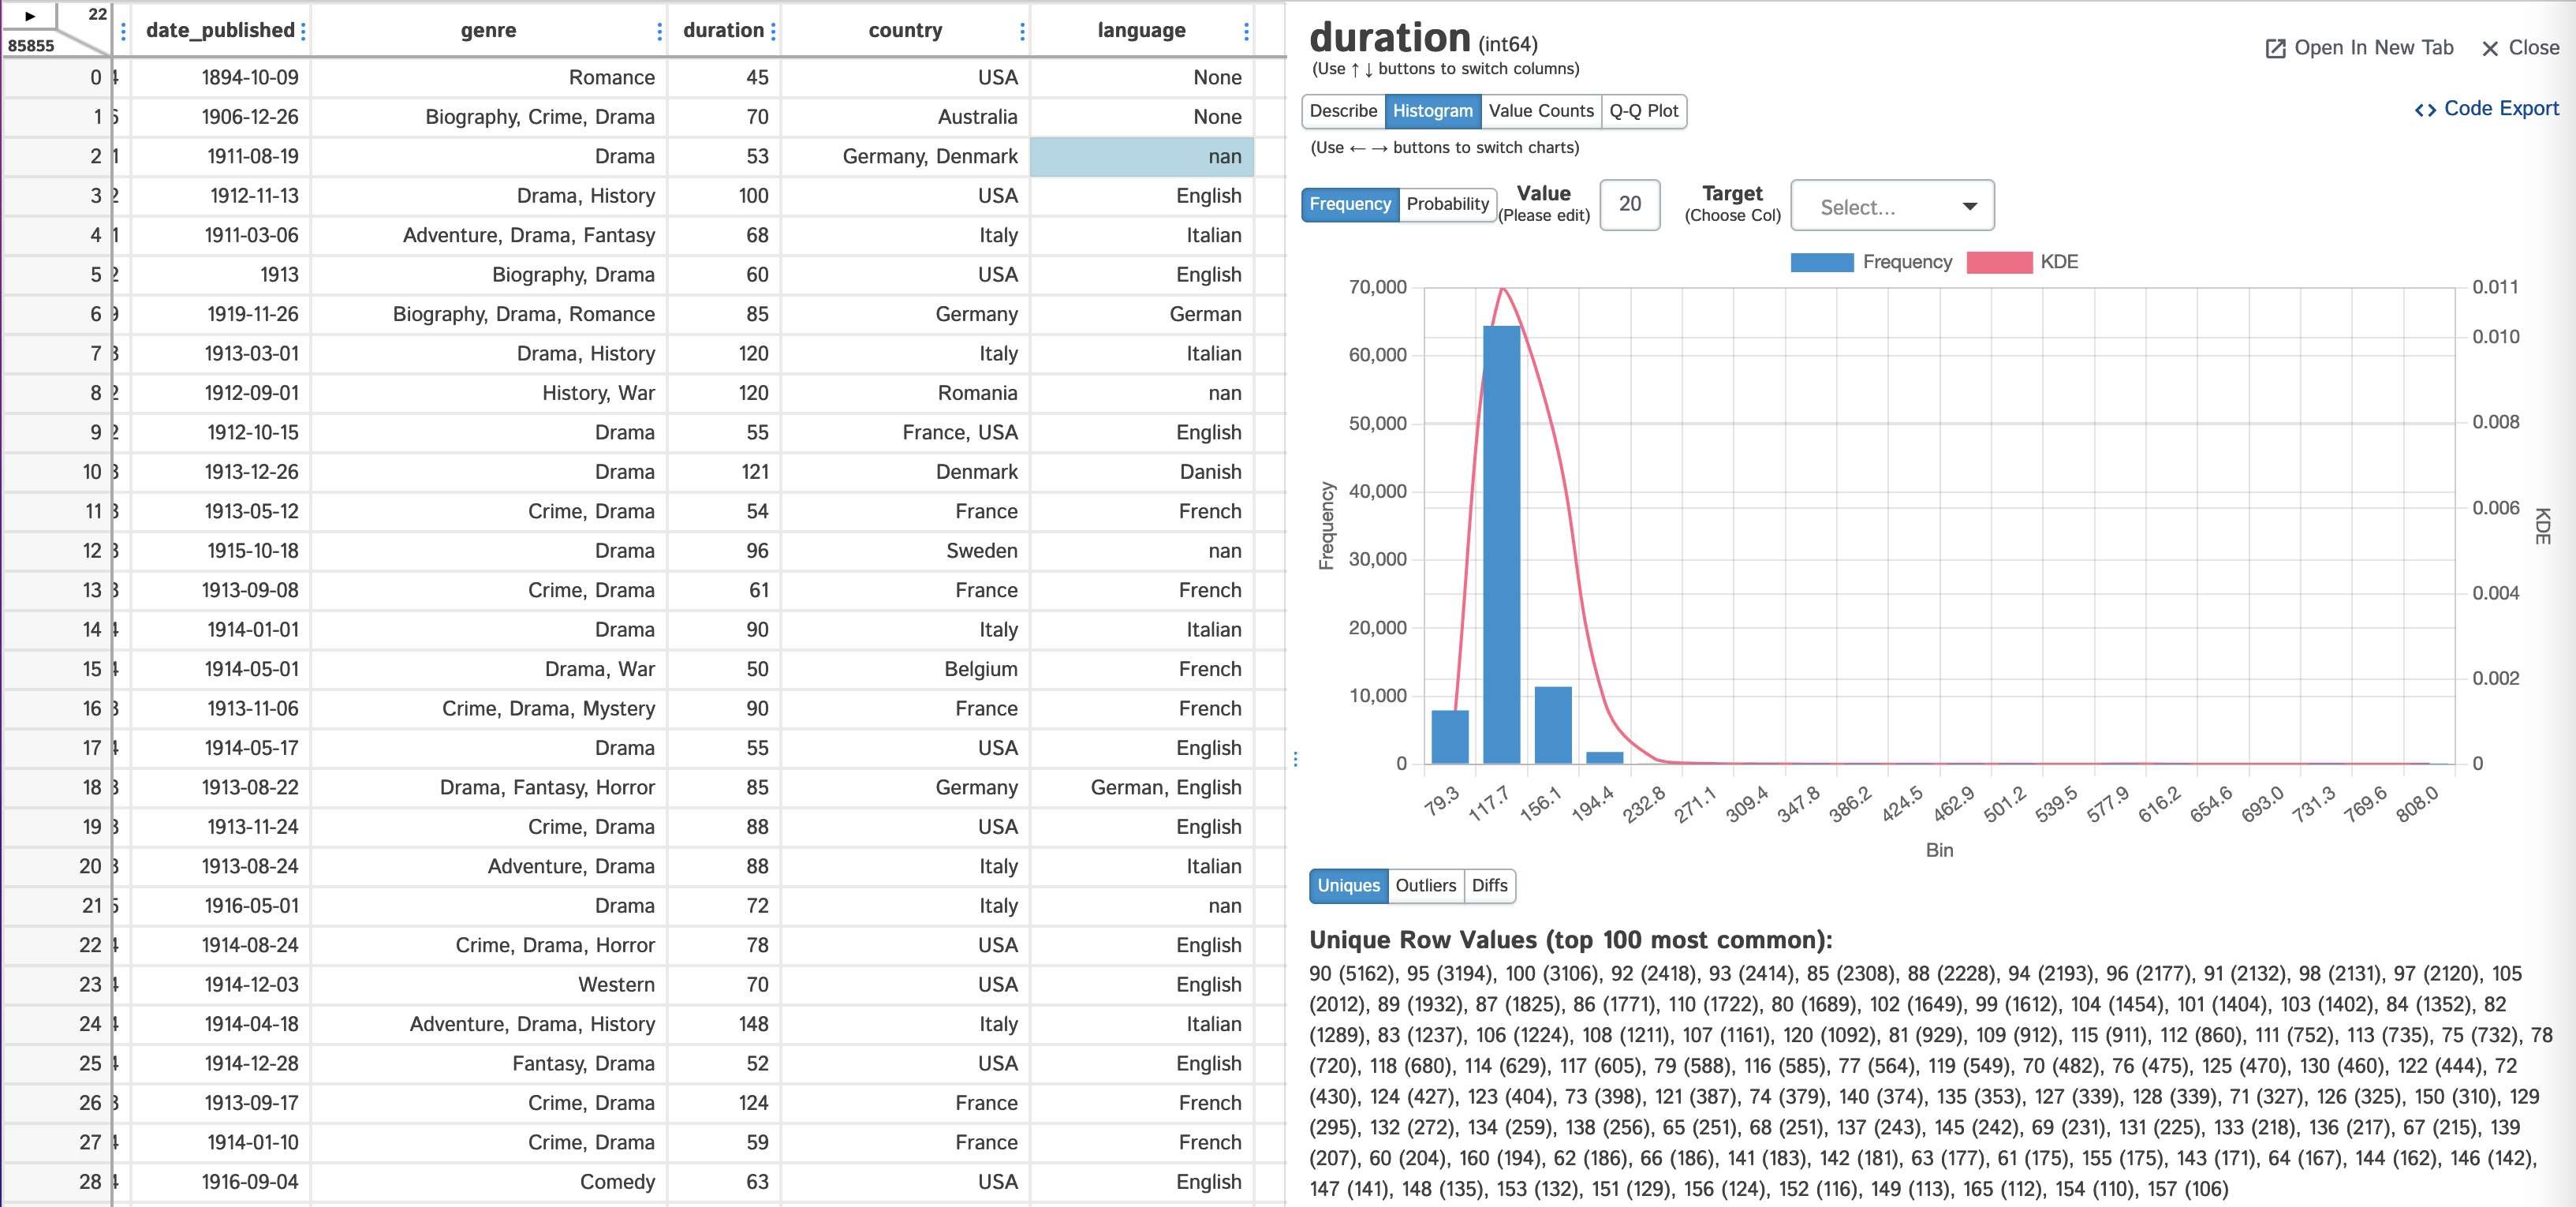 22
85855
date_published genre duration country language
0 4 1894-10-09 Romance 45 USA None
1 6 1906-12-26 Biography, Crime, Drama 70 Australia None
2 1 1911-08-19 Drama 53 Germany, Denmark nan
3 2 1912-11-13 Drama, History 100 USA English
4 1 1911-03-06 Adventure, Drama, Fantasy 68 Italy Italian
5 2 1913 Biography, Drama 60 USA English
6 9 1919-11-26 Biography, Drama, Romance 85 Germany German
7 3 1913-03-01 Drama, History 120 Italy Italian
8 2 1912-09-01 History, War 120 Romania nan
9 2 1912-10-15 Drama 55 France, USA English
10 3 1913-12-26 Drama 121 Denmark Danish
11 3 1913-05-12 Crime, Drama 54 France French
12 3 1915-10-18 Drama 96 Sweden nan
13 3 1913-09-08 Crime, Drama 61 France French
14 4 1914-01-01 Drama 90 Italy Italian
15 4 1914-05-01 Drama, War 50 Belgium French
16 3 1913-11-06 Crime, Drama, Mystery 90 France French
17 4 1914-05-17 Drama 55 USA English
18 3 1913-08-22 Drama, Fantasy, Horror 85 Germany German, English
19 3 1913-11-24 Crime, Drama 88 USA English
20 3 1913-08-24 Adventure, Drama 88 Italy Italian
21 5 1916-05-01 Drama 72 Italy nan
22 4 1914-08-24 Crime, Drama, Horror 78 USA English
23 4 1914-12-03 Western 70 USA English
24 4 1914-04-18 Adventure, Drama, History 148 Italy Italian
25 4 1914-12-28 Fantasy, Drama 52 USA English
26 3 1913-09-17 Crime, Drama 124 France French
27 4 1914-01-10 Crime, Drama 59 France French
28 4 1916-09-04 Comedy 63 USA English
duration (int64)
(Use ↑ ↓ buttons to switch columns)
Open In New Tab
Close
Describe Histogram Value Counts Q-Q Plot
<> Code Export
(Use ← → buttons to switch charts)
Frequency Probability
Value
(Please edit)
20
Target
(Choose Col)
Select...
Frequency KDE
70,000
60,000
50,000
40,000
30,000
20,000
10,000
0
Frequency
0.011
0.010
0.008
0.006
0.004
0.002
0
KDE
79.3 117.7 156.1 194.4 232.8 271.1 309.4 347.8 386.2 424.5 462.9 501.2 539.5 577.9 616.2 654.6 693.0 731.3 769.6 808.0
Bin
Uniques Outliers Diffs
Unique Row Values (top 100 most common):
90 (5162), 95 (3194), 100 (3106), 92 (2418), 93 (2414), 85 (2308), 88 (2228), 94 (2193), 96 (2177), 91 (2132), 98 (2131), 97 (2120), 105
(2012), 89 (1932), 87 (1825), 86 (1771), 110 (1722), 80 (1689), 102 (1649), 99 (1612), 104 (1454), 101 (1404), 103 (1402), 84 (1352), 82
(1289), 83 (1237), 106 (1224), 108 (1211), 107 (1161), 120 (1092), 81 (929), 109 (912), 115 (911), 112 (860), 111 (752), 113 (735), 75 (732), 78
(720), 118 (680), 114 (629), 117 (605), 79 (588), 116 (585), 77 (564), 119 (549), 70 (482), 76 (475), 125 (470), 130 (460), 122 (444), 72
(430), 124 (427), 123 (404), 73 (398), 121 (387), 74 (379), 140 (374), 135 (353), 127 (339), 128 (339), 71 (327), 126 (325), 150 (310), 129
(295), 132 (272), 134 (259), 138 (256), 65 (251), 68 (251), 137 (243), 145 (242), 69 (231), 131 (225), 133 (218), 136 (217), 67 (215), 139
(207), 60 (204), 160 (194), 62 (186), 66 (186), 141 (183), 142 (181), 63 (177), 61 (175), 155 (175), 143 (171), 64 (167), 144 (162), 146 (142),
147 (141), 148 (135), 153 (132), 151 (129), 156 (124), 152 (116), 149 (113), 165 (112), 154 (110), 157 (106)